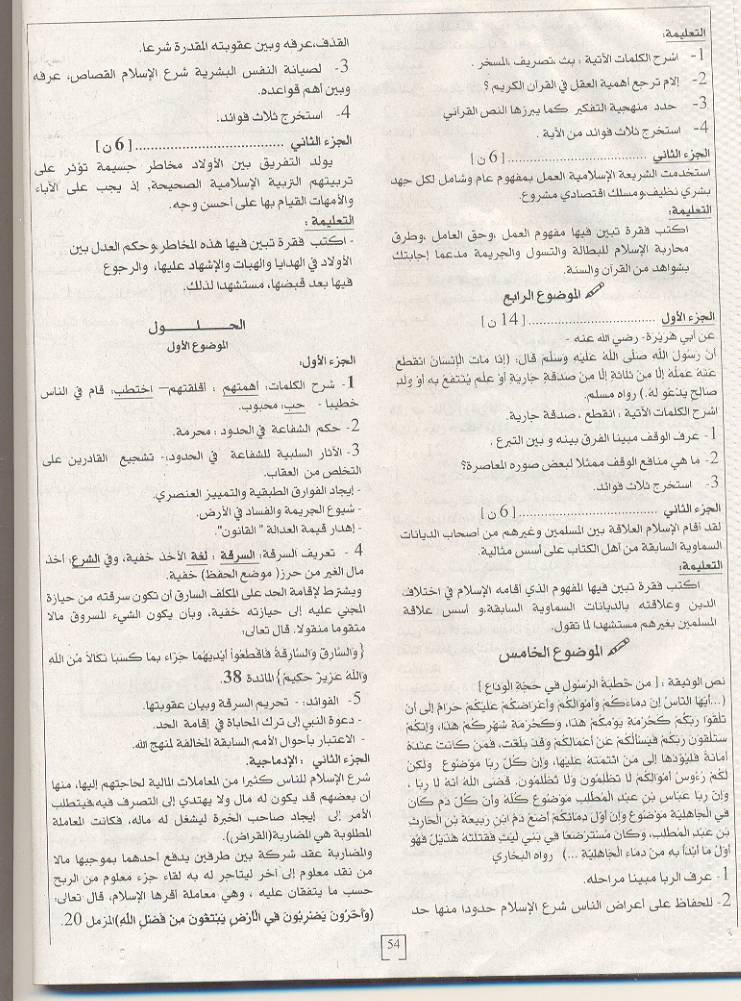 التعليمة:
1- اشرح الكلمات الآتية : بث ،تصريف، المسخر .
2- إلام ترجع أهمية العقل في القرآن الكريم ؟
3- حدد منهجية التفكير كما يبرزها النص القرآني
4- استخرج ثلاث فوائد من الآية .
الجزء الثاني ..............................[ 6 ن ]
استخدمت الشريعة الإسلامية العمل بمفهوم عام وشامل لكل جهد
بشري نظيف،ومسلك اقتصادي مشروع.
التعليمة:
اكتب فقرة تبين فيها مفهوم العمل ،وحق العامل ،وطرق
محاربة الإسلام للبطالة والتسول والجريمة مدعما إجابتك
بشواهد من القرآن والسنة.
الموضوع الرابع
الجزء الأول ..............................[ 14 ن ]
عن أبي هريرة- رضي الله عنه -
أن رسول الله صلى الله عليه وسلم قال: (إذا مات الإنسان انقطع
عنه عمله إلا من ثلاثة إلا من صدقة جارية أو علم ينتفع به أو ولد
صالح يدعو له.) رواه مسلم.
اشرح الكلمات الآتية : انقطع ، صدقة جارية.
1- عرف الوقف مبينا الفرق بينه و بين التبرع .
2- ما هي منافع الوقف ممثلا لبعض صوره المعاصرة؟
3- استخرج ثلاث فوائد.
الجزء الثاني ..............................[ 6 ن ]
لقد أقام الإسلام العلاقة بين المسلمين وغيرهم من أصحاب الديانات
السماوية السابقة من أهل الكتاب على أسس مثالية.
التعليمة:
اكتب فقرة تبين فيها المفهوم الذي أقامه الإسلام في اختلاف
الدين وعلاقته بالديانات السماوية السابقة،و أسس علاقة
المسلمين بغيرهم مستشهدا لما تقول.
الموضوع الخامس
نص الوثيقة : [ من خطبة الرسول في حجة الوداع ]
(...أيها الناس إن دماءكم وأموالكم وأعراضكم عليكم حرام إلى أن
تلقوا ربكم كحرمة يومكم هذا، وكحرمة شهركم هذا، وإنكم
ستلقون ربكم فيسألكم عن أعمالكم وقد بلغت، فمن كانت عنده
أمانة فليؤدها إلى من ائتمنه عليها، وإن كل ربا موضوع ولكن
لكم رءوس أموالكم لا تظلمون ولا تظلمون. قضى الله أنه لا ربا ،
وإن ربا عباس بن عبد المطلب موضوع كله وأن كل دم كان
في الجاهلية موضوع وإن أول دمائكم أضع دم ابن ربيعة بن الحارث
بن عبد المطلب، وكان مسترضعا في بني ليث فقتلته هذيل فهو
أول ما أبدأ به من دماء الجاهلية ...) رواه البخاري
1- عرف الربا مبينا مراحله.
2- للحفاظ على أعراض الناس شرع الإسلام حدودا منها حد
القذف،عرفه وبين عقوبته المقدرة شرعا.
3- لصيانة النفس البشرية شرع الإسلام القصاص، عرفه
وبين أهم قواعده.
4- استخرج ثلاث فوائد.
الجزء الثاني ..............................[ 6 ن ]
يولد التفريق بين الأولاد مخاطر جسيمة تؤثر على
تربيتهم التربية الإسلامية الصحيحة. إذ يجب على الآباء
والأمهات القيام بها على أحسن وجه.
التعليمة :
- اكتب فقرة تبين فيها هذه المخاطر،وحكم العدل بين
الأولاد في الهدايا والهبات والإشهاد عليها، والرجوع
فيها بعد قبضها، مستشهدا لذلك.
الحلول
الموضوع الأول
الجزء الأول:
1- شرح الكلمات: أهمتهم : أقلقتهم— اختطب: قام في الناس
خطيبا - حب: محبوب.
2- حكم الشفاعة في الحدود : محرمة.
3- الآثار السلبية للشفاعة في الحدود:- تشجيع القادرين على
التخلص من العقاب.
- إيجاد الفوارق الطبقية والتمييز العنصري.
- شيوع الجريمة والفساد في الأرض.
- إهدار قيمة العدالة " القانون".
4 - تعريف السرقة: السرقة : لغة الأخذ خفية، وفي الشرع: أخذ
مال الغير من حرز( موضع الحفظ) خفية.
ويشترط لإقامة الحد على المكلف السارق أن تكون سرقته من حيازة
المجني عليه إلى حيازته خفية، وبأن يكون الشيء المسروق مالا
متقوما منقولا. قال تعالى:
{والسارق والسارقة فاقطعوا أيديهما جزاء بما كسبا نكالا من الله
والله عزيز حكيم} المائدة 38.
5- الفوائد: - تحريم السرقة وبيان عقوبتها.
- دعوة النبي إلى ترك المحاباة في إقامة الحد.
- الاعتبار بأحوال الأمم السابقة المخالفة لمنهج الله.
الجزء الثاني : الإدماجية.
شرع الإسلام للناس كثيرا من المعاملات المالية لحاجتهم إليها، منها
أن بعضهم قد يكون له مال ولا يهتدي إلى التصرف فيه،فيتطلب
الأمر إلى إيجاد صاحب الخبرة ليشغل له ماله، فكانت المعاملة
المطلوبة هي المضاربة(القراض).
والمضاربة عقد شركة بين طرفين يدفع أحدهما بموجبها مالا
من نقد معلوم إلى آخر ليتاجر له به لقاء جزء معلوم من الربح
حسب ما يتفقان عليه ، وهي معاملة أقرها الإسلام، قال تعالى:
(وآخرون يضربون في الأرض يبتغون من فضل الله)المزمل 20.
54